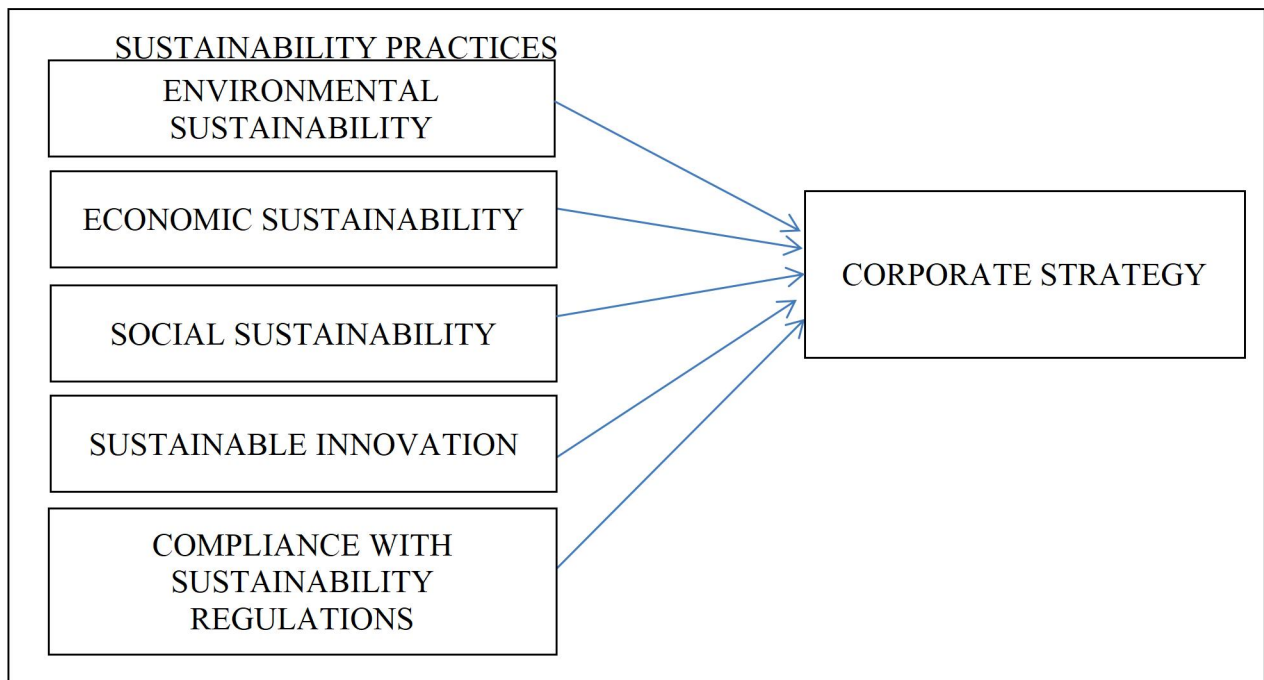 SUSTAINABILITY PRACTICES
ENVIRONMENTAL
SUSTAINABILITY
ECONOMIC SUSTAINABILITY
SOCIAL SUSTAINABILITY
SUSTAINABLE INNOVATION
COMPLIANCE WITH
SUSTAINABILITY
REGULATIONS
CORPORATE STRATEGY